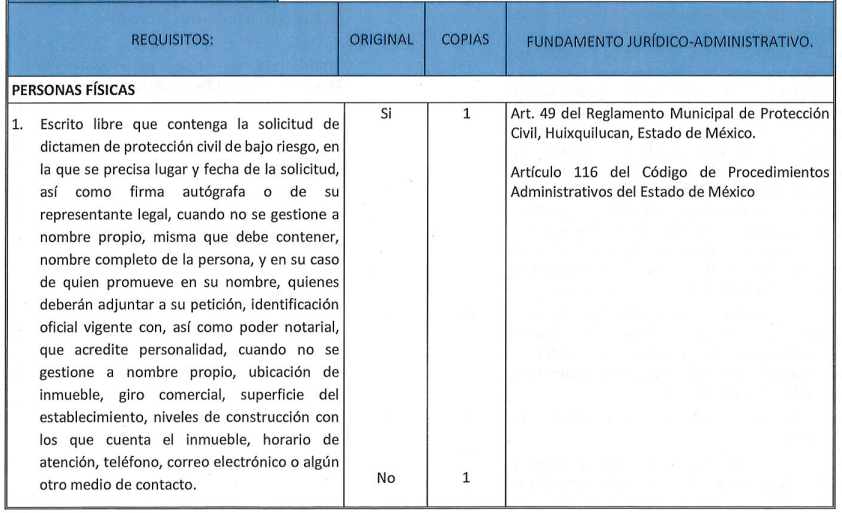 REQUISITOS: ORIGINAL COPIAS FUNDAMENTO JURÍDICO-ADMINISTRATIVO.
PERSONAS FÍSICAS
1. Escrito libre que contenga la solicitud de
dictamen de protección civil de bajo riesgo, en
la que se precisa lugar y fecha de la solicitud,
así como firma autógrafa o de su
representante legal, cuando no se gestione a
nombre propio, misma que debe contener,
nombre completo de la persona, y en su caso
de quien promueve en su nombre, quienes
deberán adjuntar a su petición, identificación
oficial vigente con, así como poder notarial,
que acredite personalidad, cuando no se
gestione a nombre propio, ubicación de
inmueble, giro comercial, superficie del
establecimiento, niveles de construcción con
los que cuenta el inmueble, horario de
atención, teléfono, correo electrónico o algún
otro medio de contacto.
Si
No
1
1
Art. 49 del Reglamento Municipal de Protección
Civil, Huixquilucan, Estado de México.
Artículo 116 del Código de Procedimientos
Administrativos del Estado de México